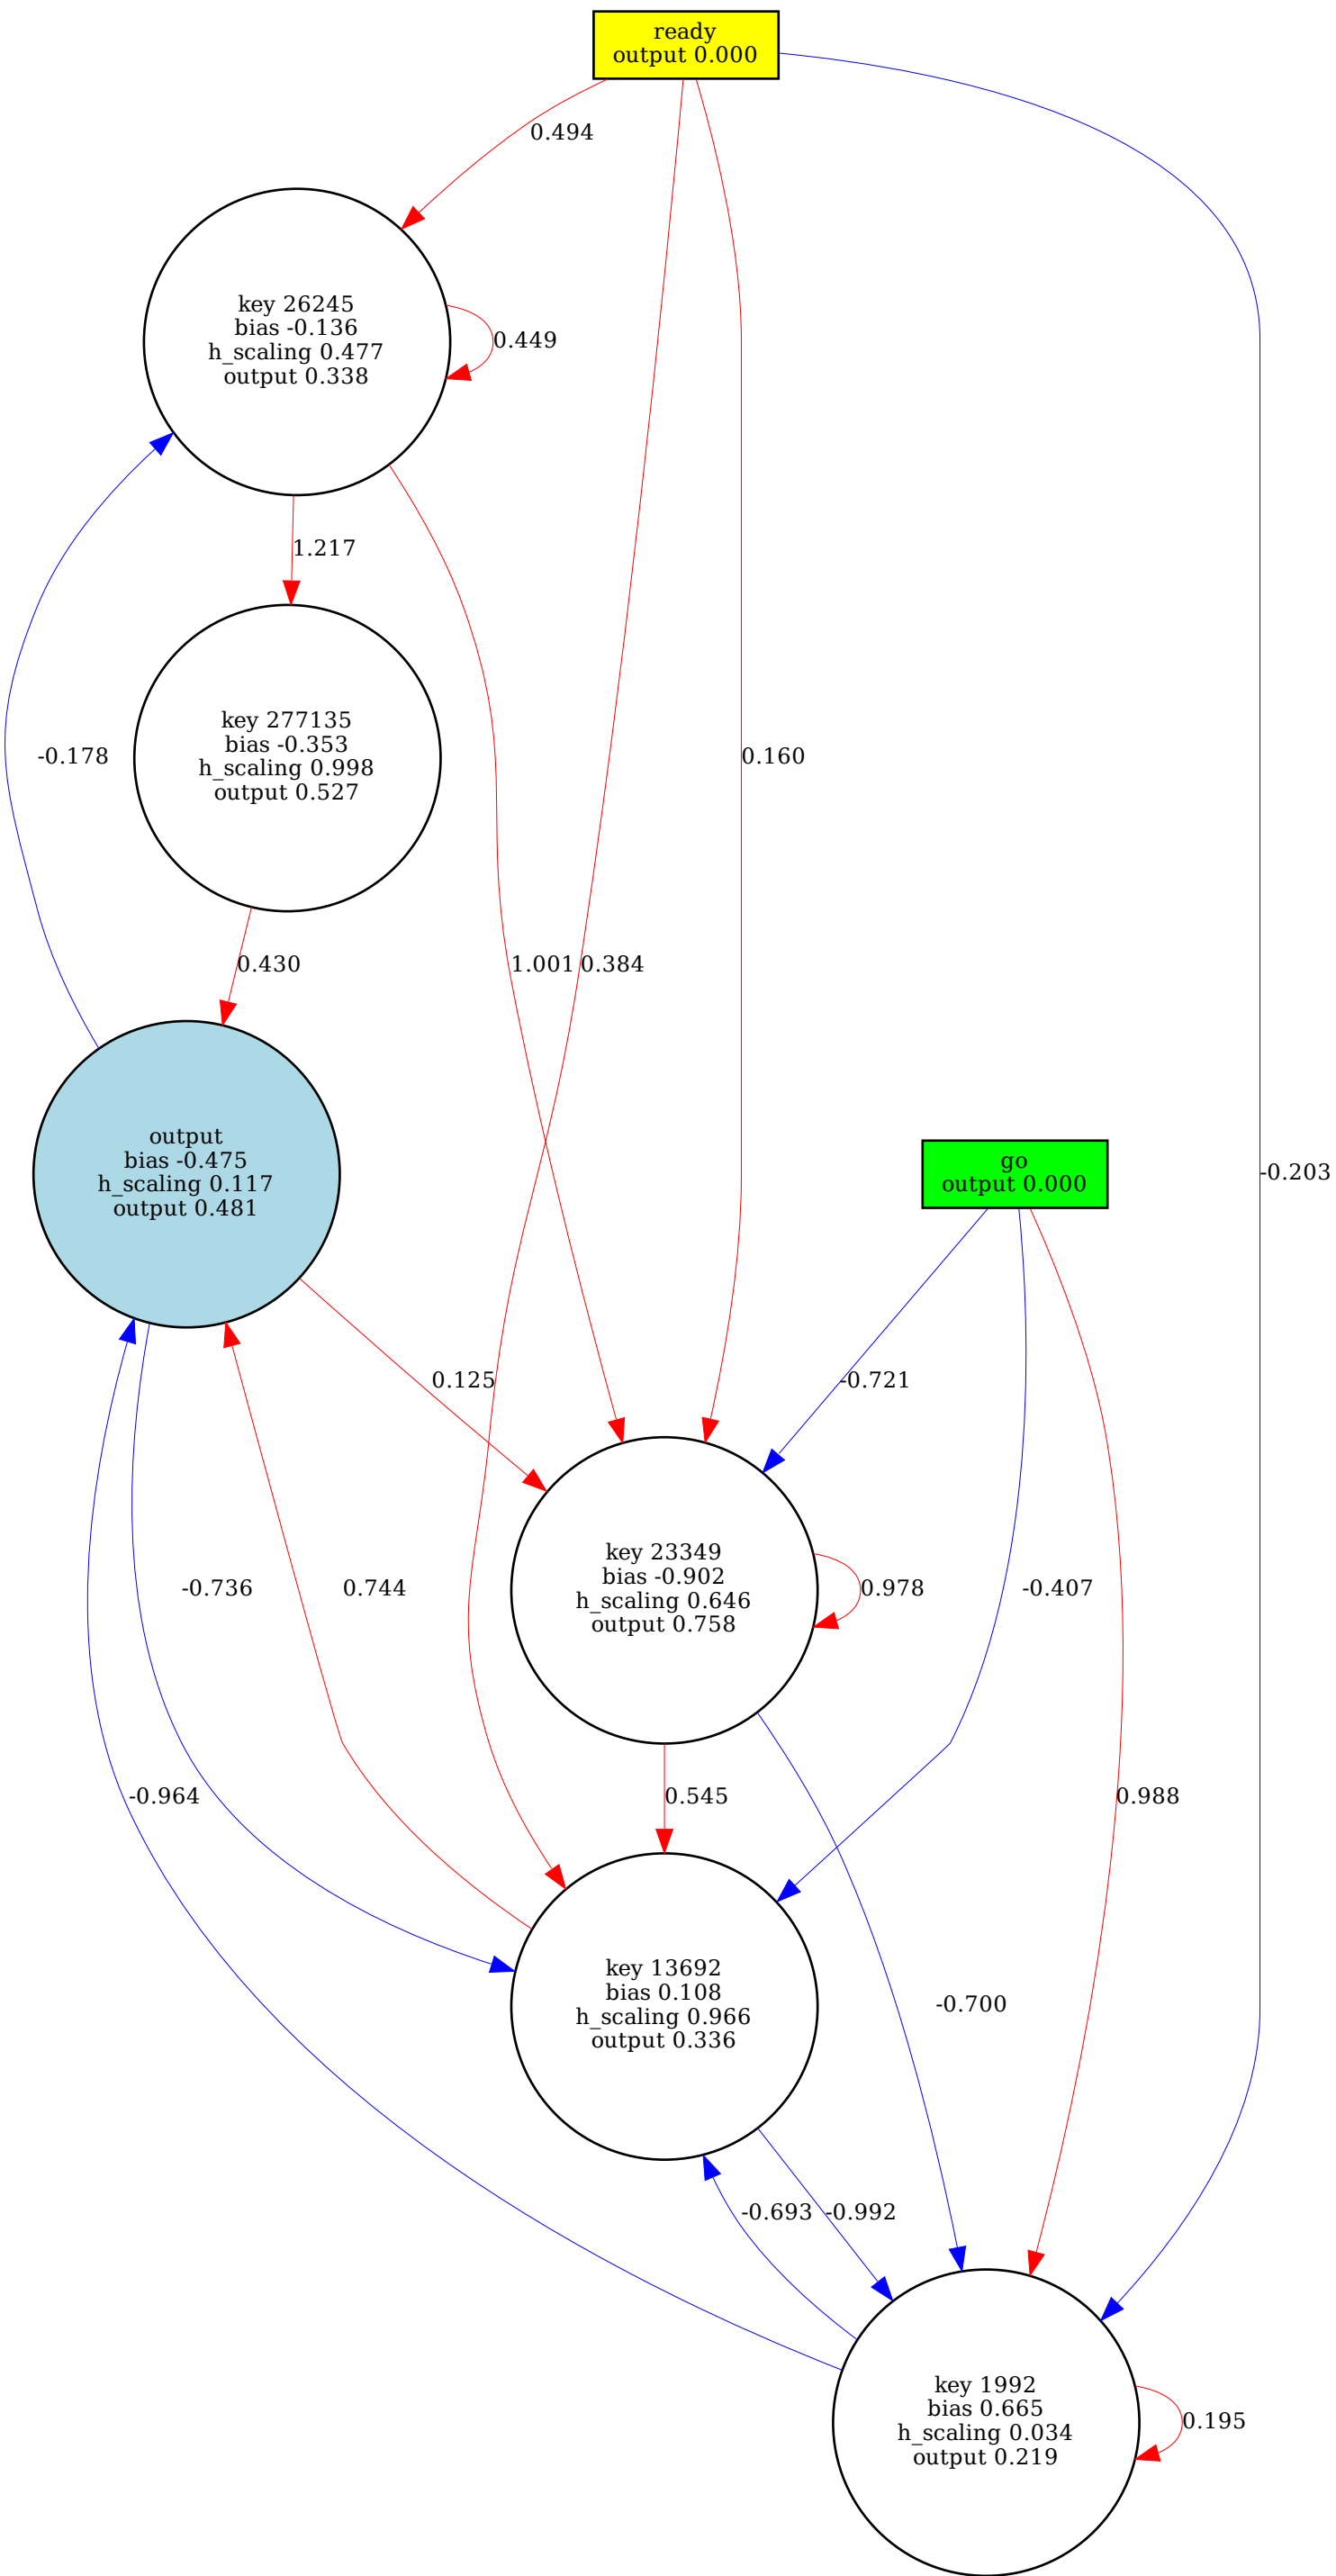 ready
output 0.000
0.494
key 26245
bias -0.136
h_scaling 0.477
output 0.338
0.449
1.217
key 277135
bias -0.353
h_scaling 0.998
output 0.527
-0.178
0.160
0.430
1.001
0.384
output
bias -0.475
h_scaling 0.117
output 0.481
go
output 0.000
-0.203
0.125
-0.721
key 23349
bias -0.902
h_scaling 0.646
output 0.758
-0.736
0.744
0.978
-0.407
-0.964
0.545
0.988
key 13692
bias 0.108
h_scaling 0.966
output 0.336
-0.700
-0.693
-0.992
key 1992
bias 0.665
h_scaling 0.034
output 0.219
0.195